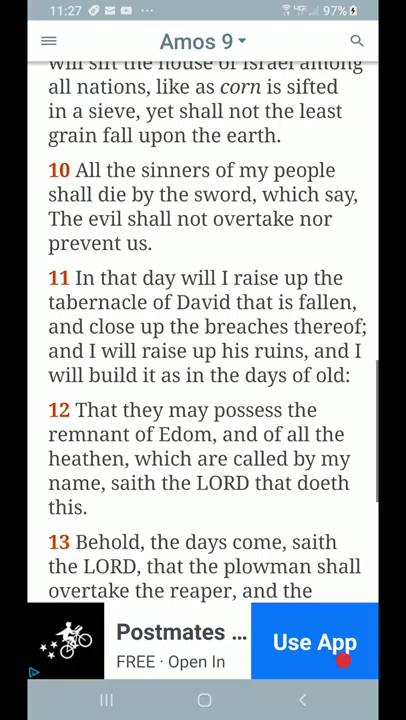 11:27
97%
Amos 9
will sift the house of Israel among
all nations, like as corn is sifted
in a sieve, yet shall not the least
grain fall upon the earth.
10 All the sinners of my people
shall die by the sword, which say,
The evil shall not overtake nor
prevent us.
11 In that day will I raise up the
tabernacle of David that is fallen,
and close up the breaches thereof;
and I will raise up his ruins, and I
will build it as in the days of old:
12 That they may possess the
remnant of Edom, and of all the
heathen, which are called by my
name, saith the LORD that doeth
this.
13 Behold, the days come, saith
the LORD, that the plowman shall
overtake the reaper, and the
Postmates ...
FREE · Open In
Use App